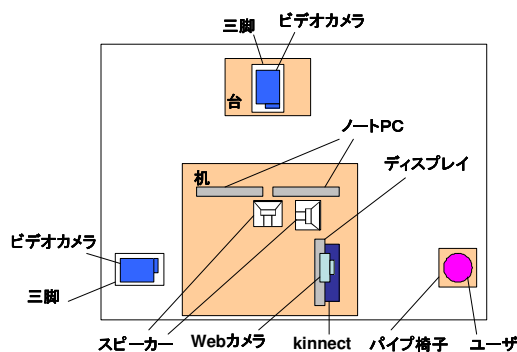 三脚
ビデオカメラ
台
ノートPC
机
ディスプレイ
ビデオカメラ
三脚
スピーカー
Webカメラ
kinnect
パイプ椅子
ユーザ